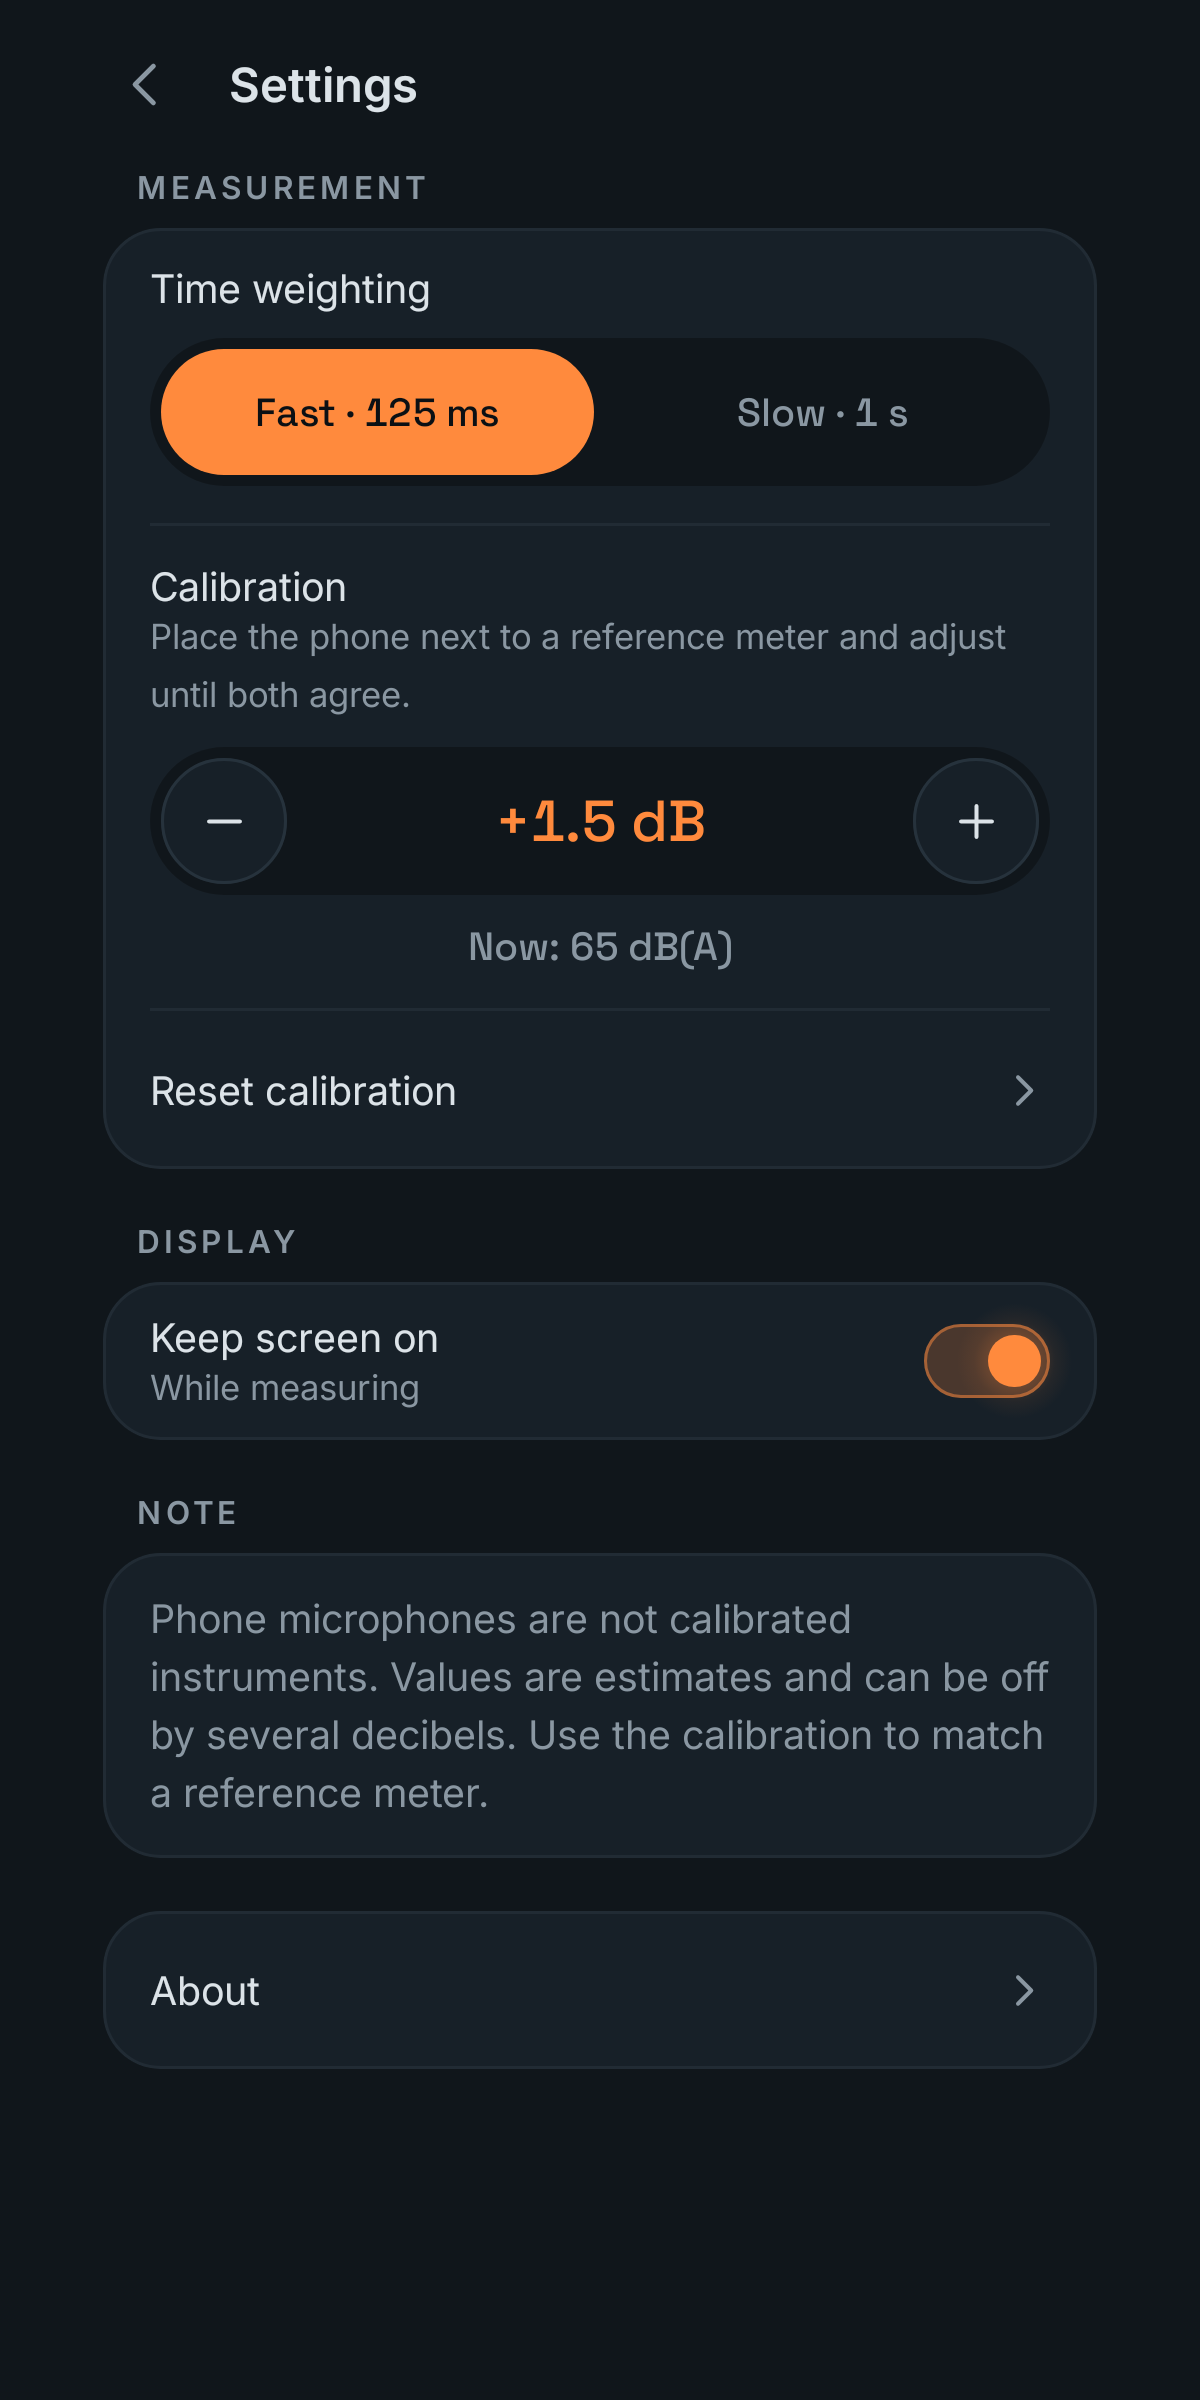 Settings
MEASUREMENT
Time weighting
Fast · 125 ms
Slow · 1 s
Calibration
Place the phone next to a reference meter and adjust
until both agree.
+1.5 dB
Now: 65 dB(A)
Reset calibration
DISPLAY
Keep screen on
While measuring
NOTE
Phone microphones are not calibrated
instruments. Values are estimates and can be off
by several decibels. Use the calibration to match
a reference meter.
About